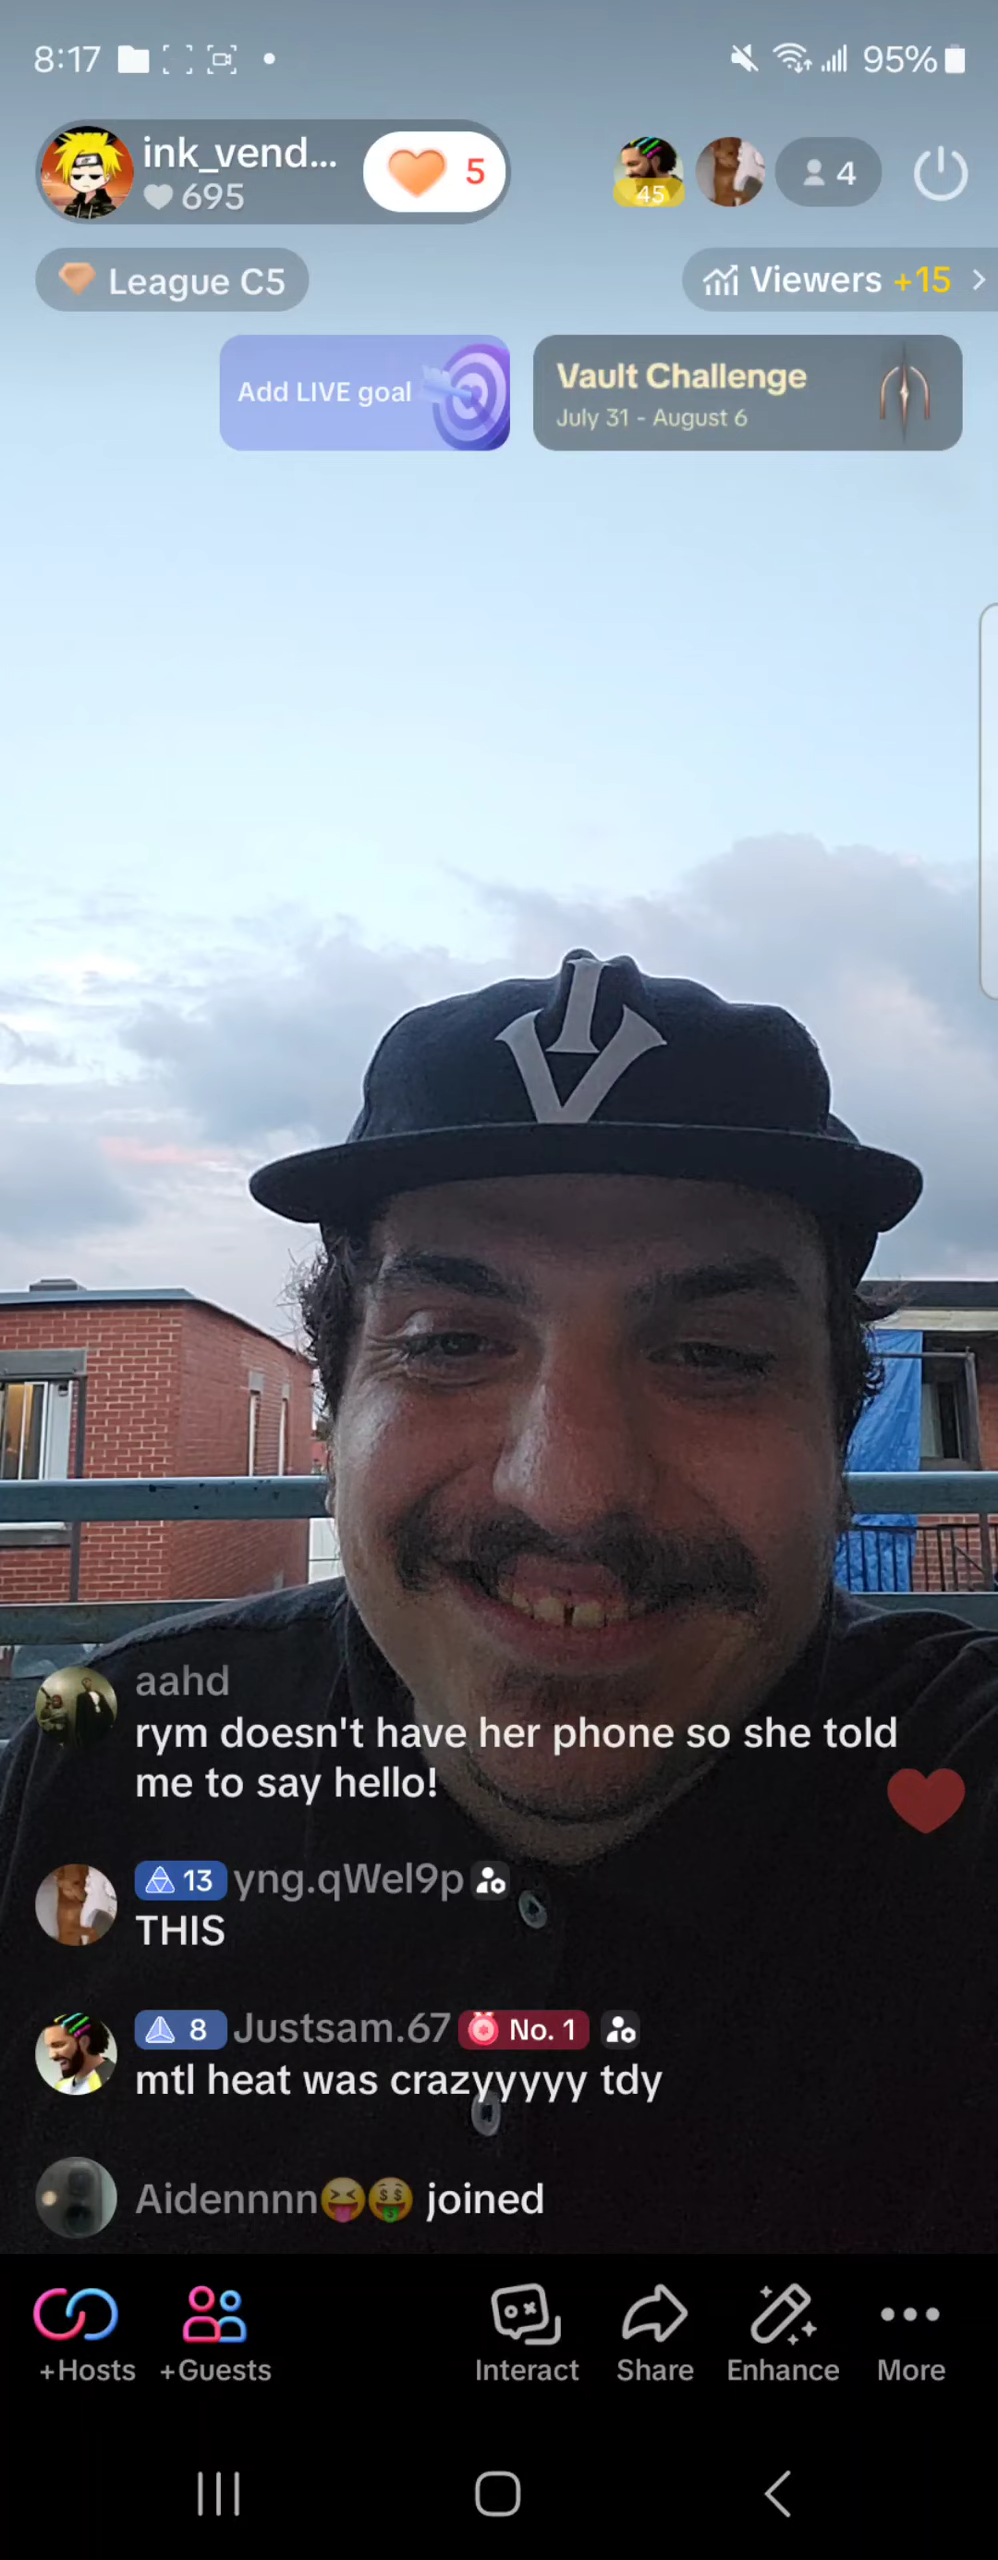 8:17 95%
ink_vend... 5
695
45 4
League C5 Viewers +15
Add LIVE goal
Vault Challenge
July 31 - August 6
IV
aahd
rym doesn't have her phone so she told
me to say hello!
13 yng.qWel9p
THIS
8 Justsam.67 No. 1
mtl heat was crazyyyyy tdy
Aidennnn😝🤑 joined
+Hosts +Guests Interact Share Enhance More